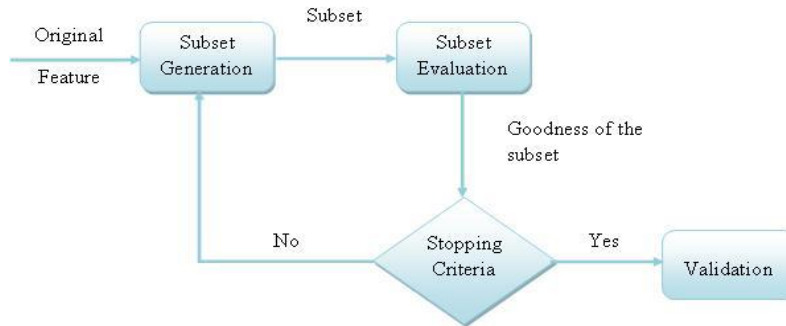 Original
Feature
Subset
Generation
Subset
Subset
Evaluation
Goodness of the
subset
Stopping
Criteria
No
Yes
Validation